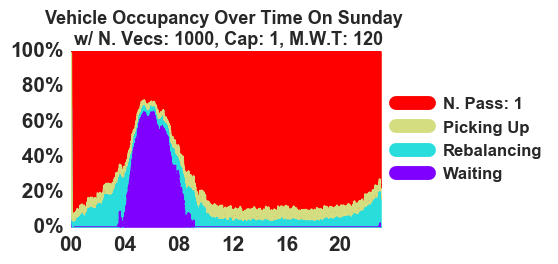 Vehicle Occupancy Over Time On Sunday
w/ N. Vecs: 1000, Cap: 1, M.W.T: 120
100%
80%
60%
40%
20%
0%
00 04 08 12 16 20
N. Pass: 1
Picking Up
Rebalancing
Waiting